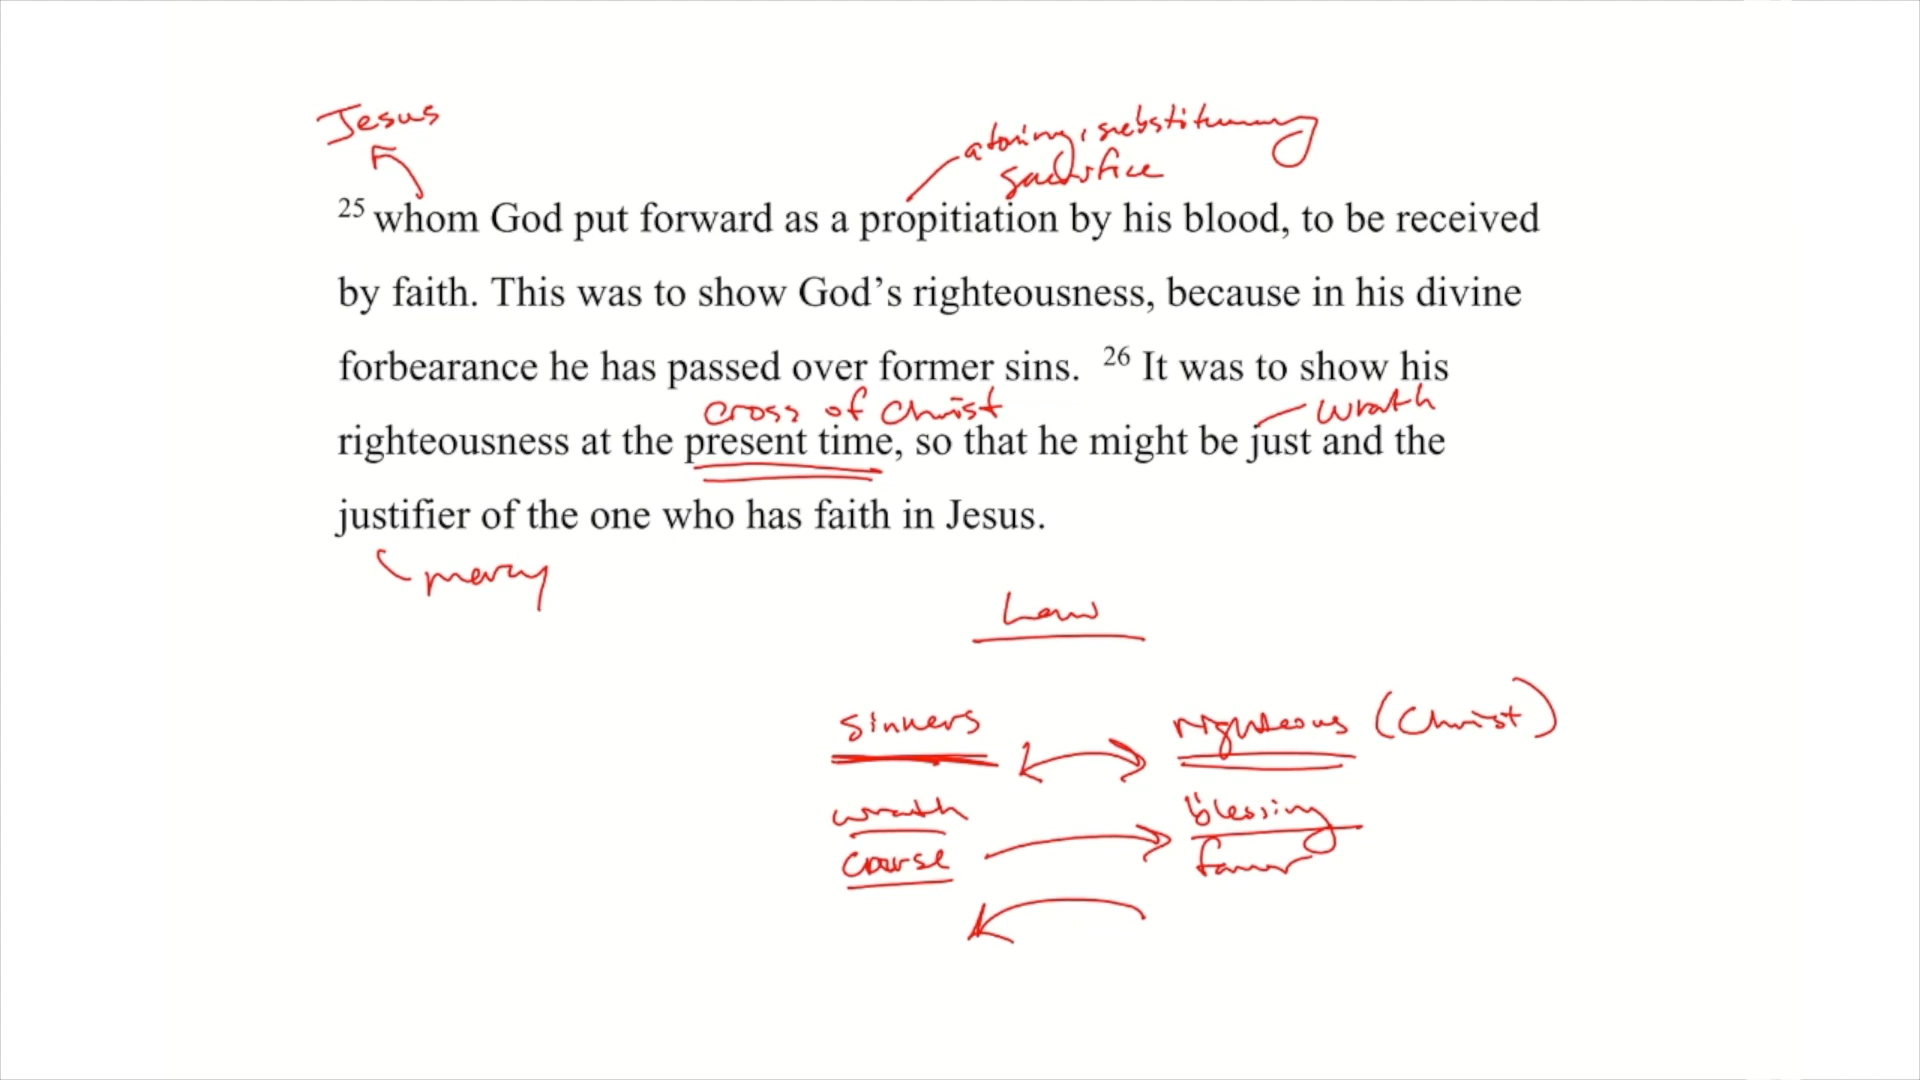 Jesus
atoning, substitutionary
sacrifice
25 whom God put forward as a propitiation by his blood, to be received
by faith. This was to show God’s righteousness, because in his divine
forbearance he has passed over former sins. 26 It was to show his
cross of Christ
wrath
righteousness at the present time, so that he might be just and the
justifier of the one who has faith in Jesus.
mercy
Law
sinners righteous (Christ)
wrath blessing
curse favor